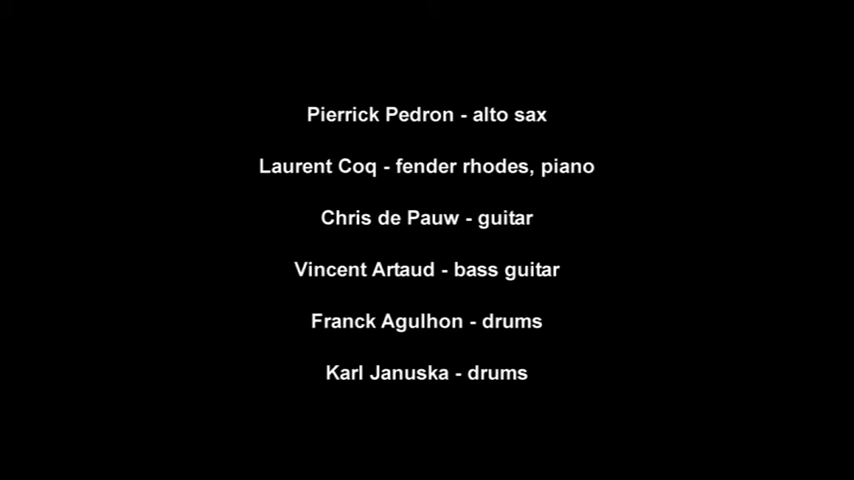 Pierrick Pedron - alto sax
Laurent Coq - fender rhodes, piano
Chris de Pauw - guitar
Vincent Artaud - bass guitar
Franck Agulhon - drums
Karl Januska - drums